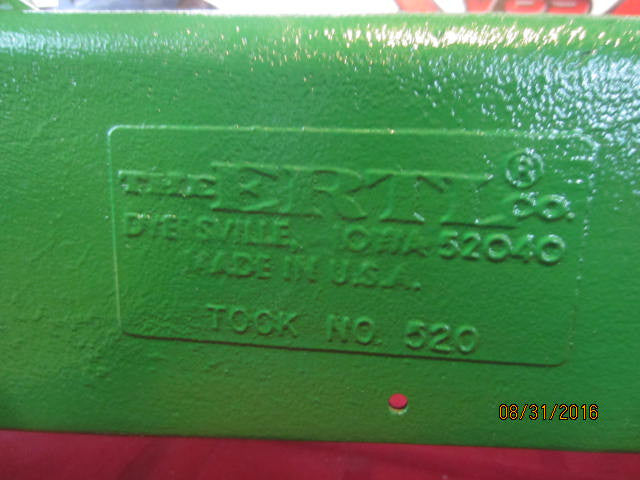 THE ERTL® CO.
DYERSVILLE, IOWA 52040
MADE IN U.S.A.
TOCK NO. 520
08/31/2016